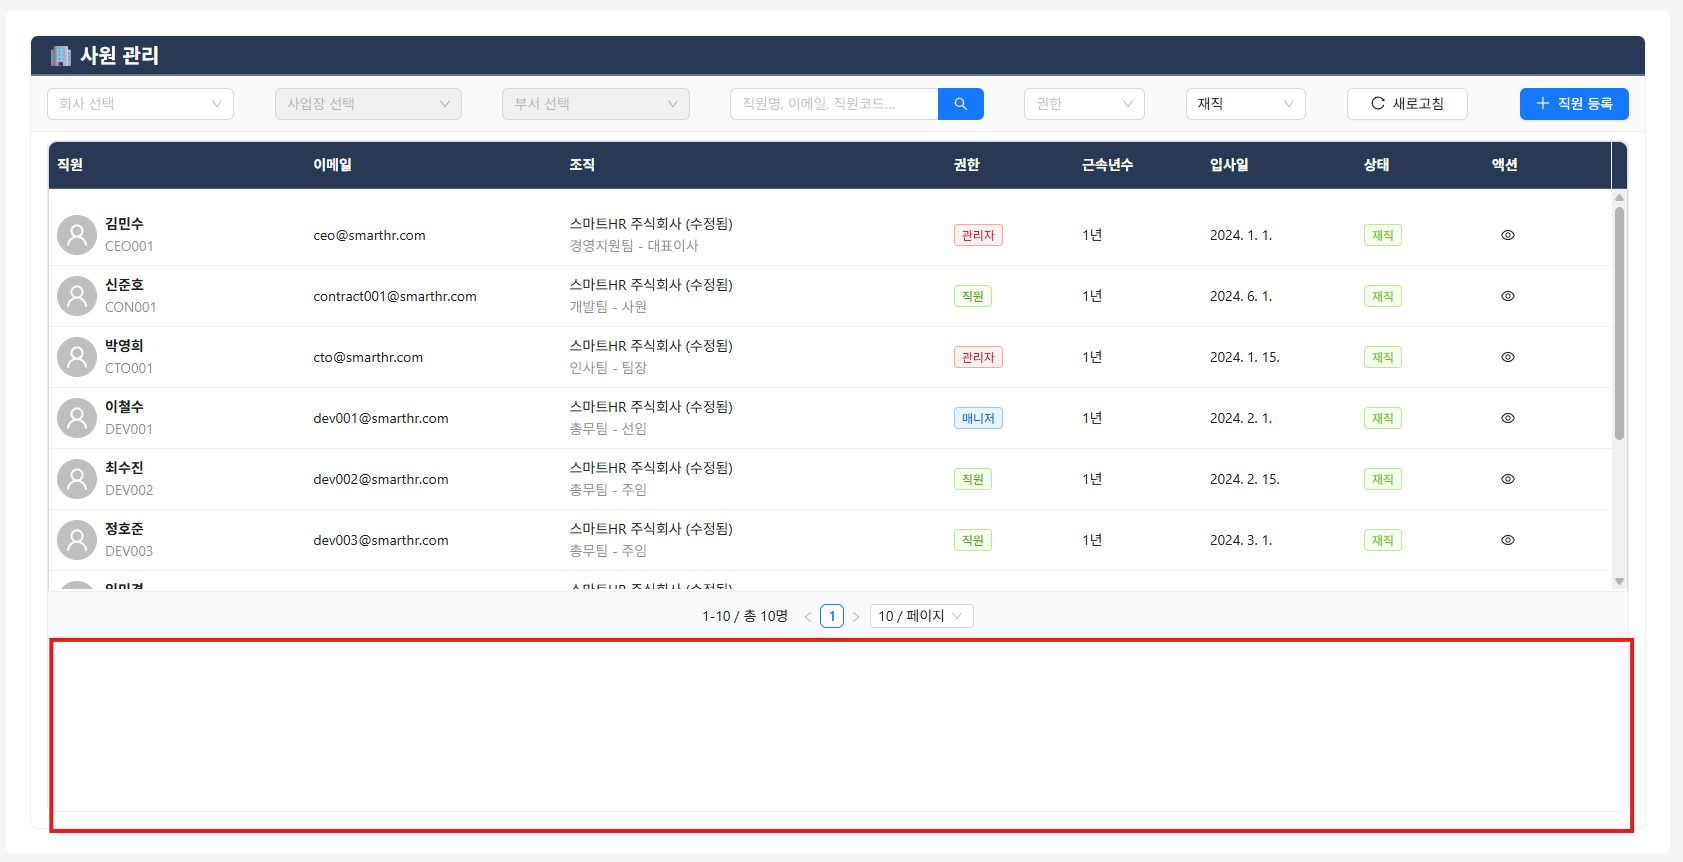 사원 관리
회사 선택 사업장 선택 부서 선택 직원명, 이메일, 직원코드... 권한 재직 새로고침 직원 등록
직원 이메일 조직 권한 근속년수 입사일 상태 액션
김민수 스마트HR 주식회사 (수정됨)
CEO001 ceo@smarthr.com 경영지원팀 - 대표이사 관리자 1년 2024. 1. 1. 재직
신준호 스마트HR 주식회사 (수정됨)
CON001 contract001@smarthr.com 개발팀 - 사원 직원 1년 2024. 6. 1. 재직
박영희 스마트HR 주식회사 (수정됨)
CTO001 cto@smarthr.com 인사팀 - 팀장 관리자 1년 2024. 1. 15. 재직
이철수 스마트HR 주식회사 (수정됨)
DEV001 dev001@smarthr.com 총무팀 - 선임 매니저 1년 2024. 2. 1. 재직
최수진 스마트HR 주식회사 (수정됨)
DEV002 dev002@smarthr.com 총무팀 - 주임 직원 1년 2024. 2. 15. 재직
정호준 스마트HR 주식회사 (수정됨)
DEV003 dev003@smarthr.com 총무팀 - 주임 직원 1년 2024. 3. 1. 재직
스마트HR 주식회사 (수정됨)
1-10 / 총 10명 < 1 > 10 / 페이지